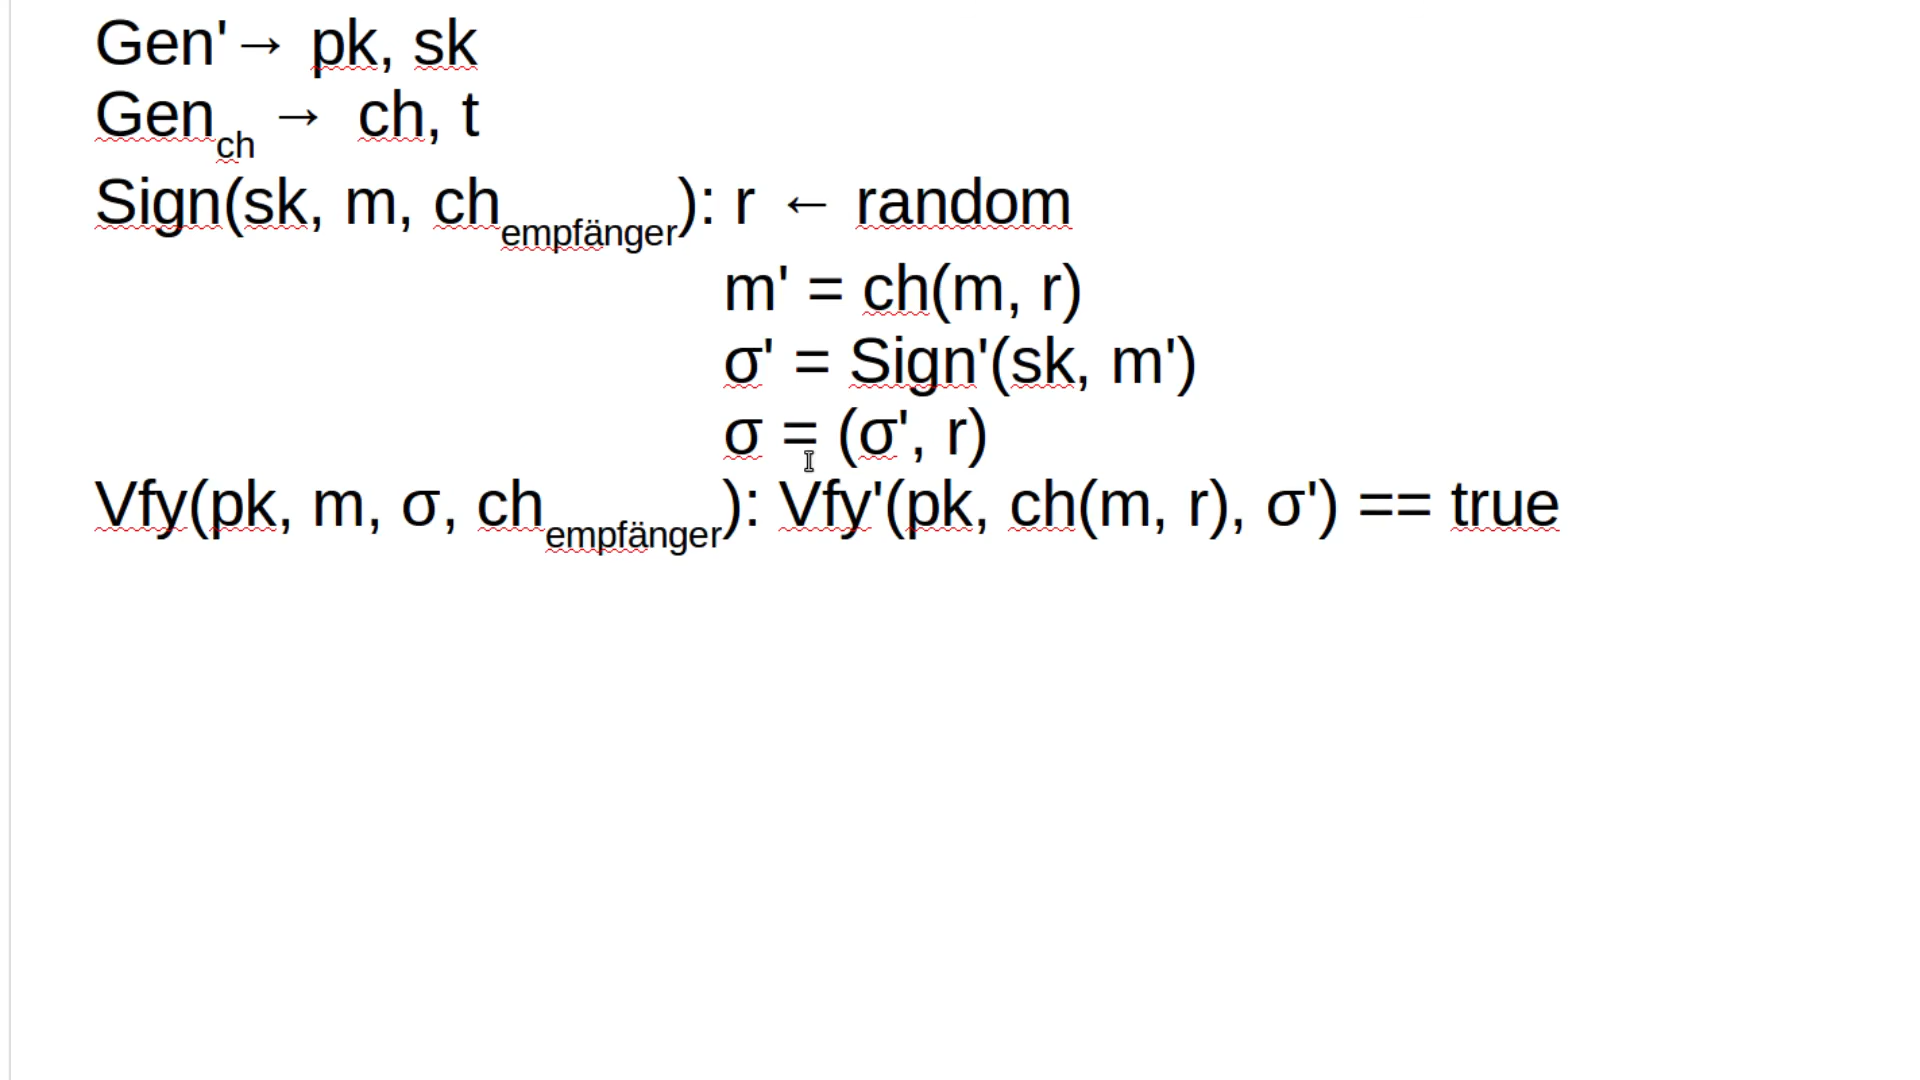 Gen'→ pk, sk
Gen_ch → ch, t
Sign(sk, m, ch_empfänger): r ← random
m' = ch(m, r)
σ' = Sign'(sk, m')
σ = (σ', r)
Vfy(pk, m, σ, ch_empfänger): Vfy'(pk, ch(m, r), σ') == true